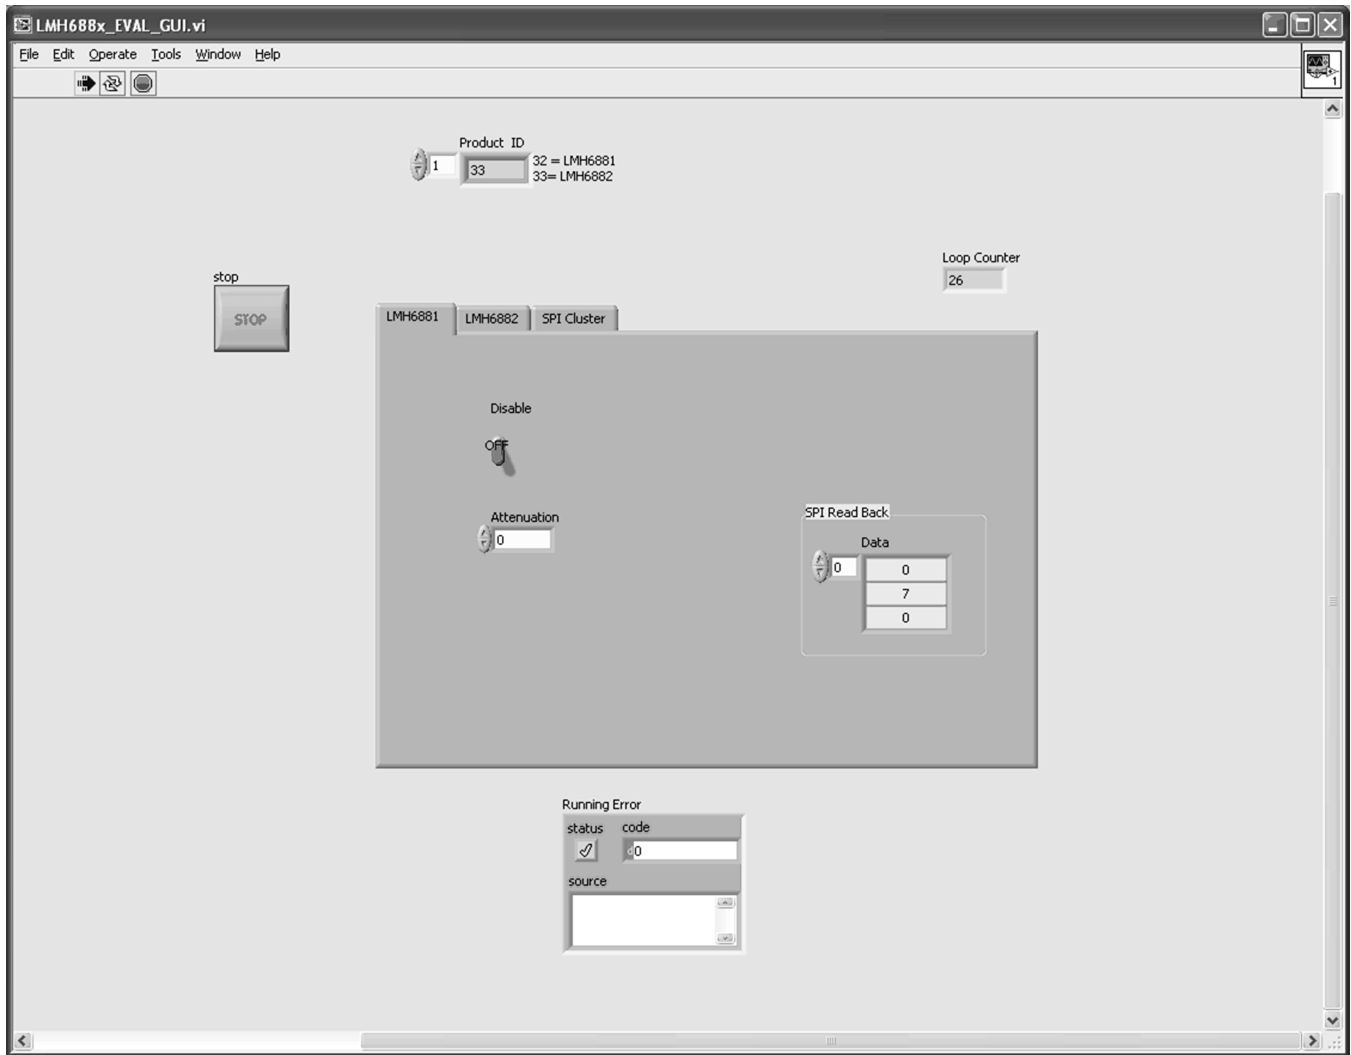 LMH688x_EVAL_GUI.vi
File Edit Operate Tools Window Help
1
Product ID
1
33
32 = LMH6881
33= LMH6882
Loop Counter
26
stop
STOP
LMH6881 LMH6882 SPI Cluster
Disable
OFF
Attenuation
0
SPI Read Back
Data
0
0
7
0
Running Error
status code
0
source